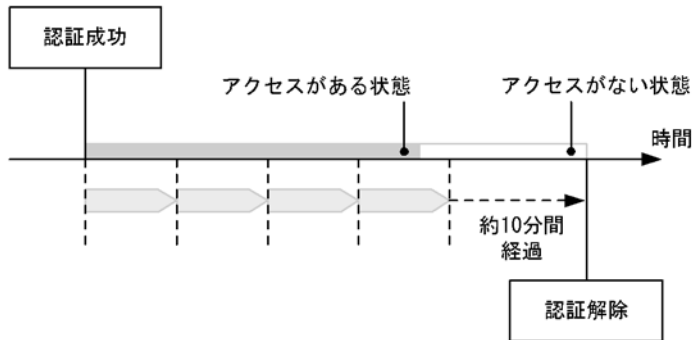 認証成功
アクセスがある状態
アクセスがない状態
時間
約10分間
経過
認証解除